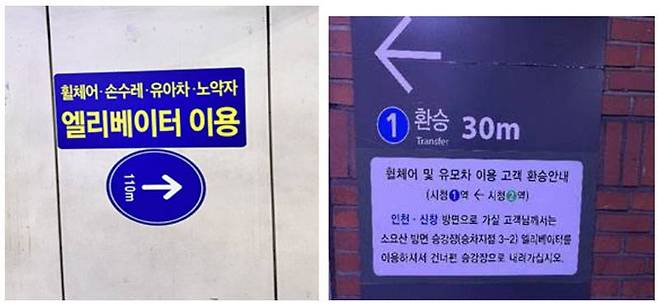 휠체어·손수레·유아차·노약자
엘리베이터 이용
110m
1 환승 30m
Transfer
휠체어 및 유모차 이용 고객 환승안내
(시청1역 ← 시청2역)
인천·신창 방면으로 가실 고객님께서는
소요산 방면 승강장(승차지점 3-2) 엘리베이터를
이용하셔서 건너편 승강장으로 내려가십시오.